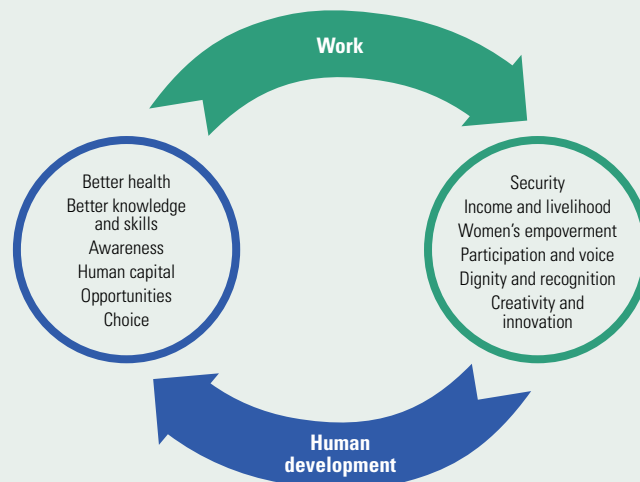 Work
Better health
Better knowledge
and skills
Awareness
Human capital
Opportunities
Choice
Security
Income and livelihood
Women's empoverment
Participation and voice
Dignity and recognition
Creativity and
innovation
Human
development